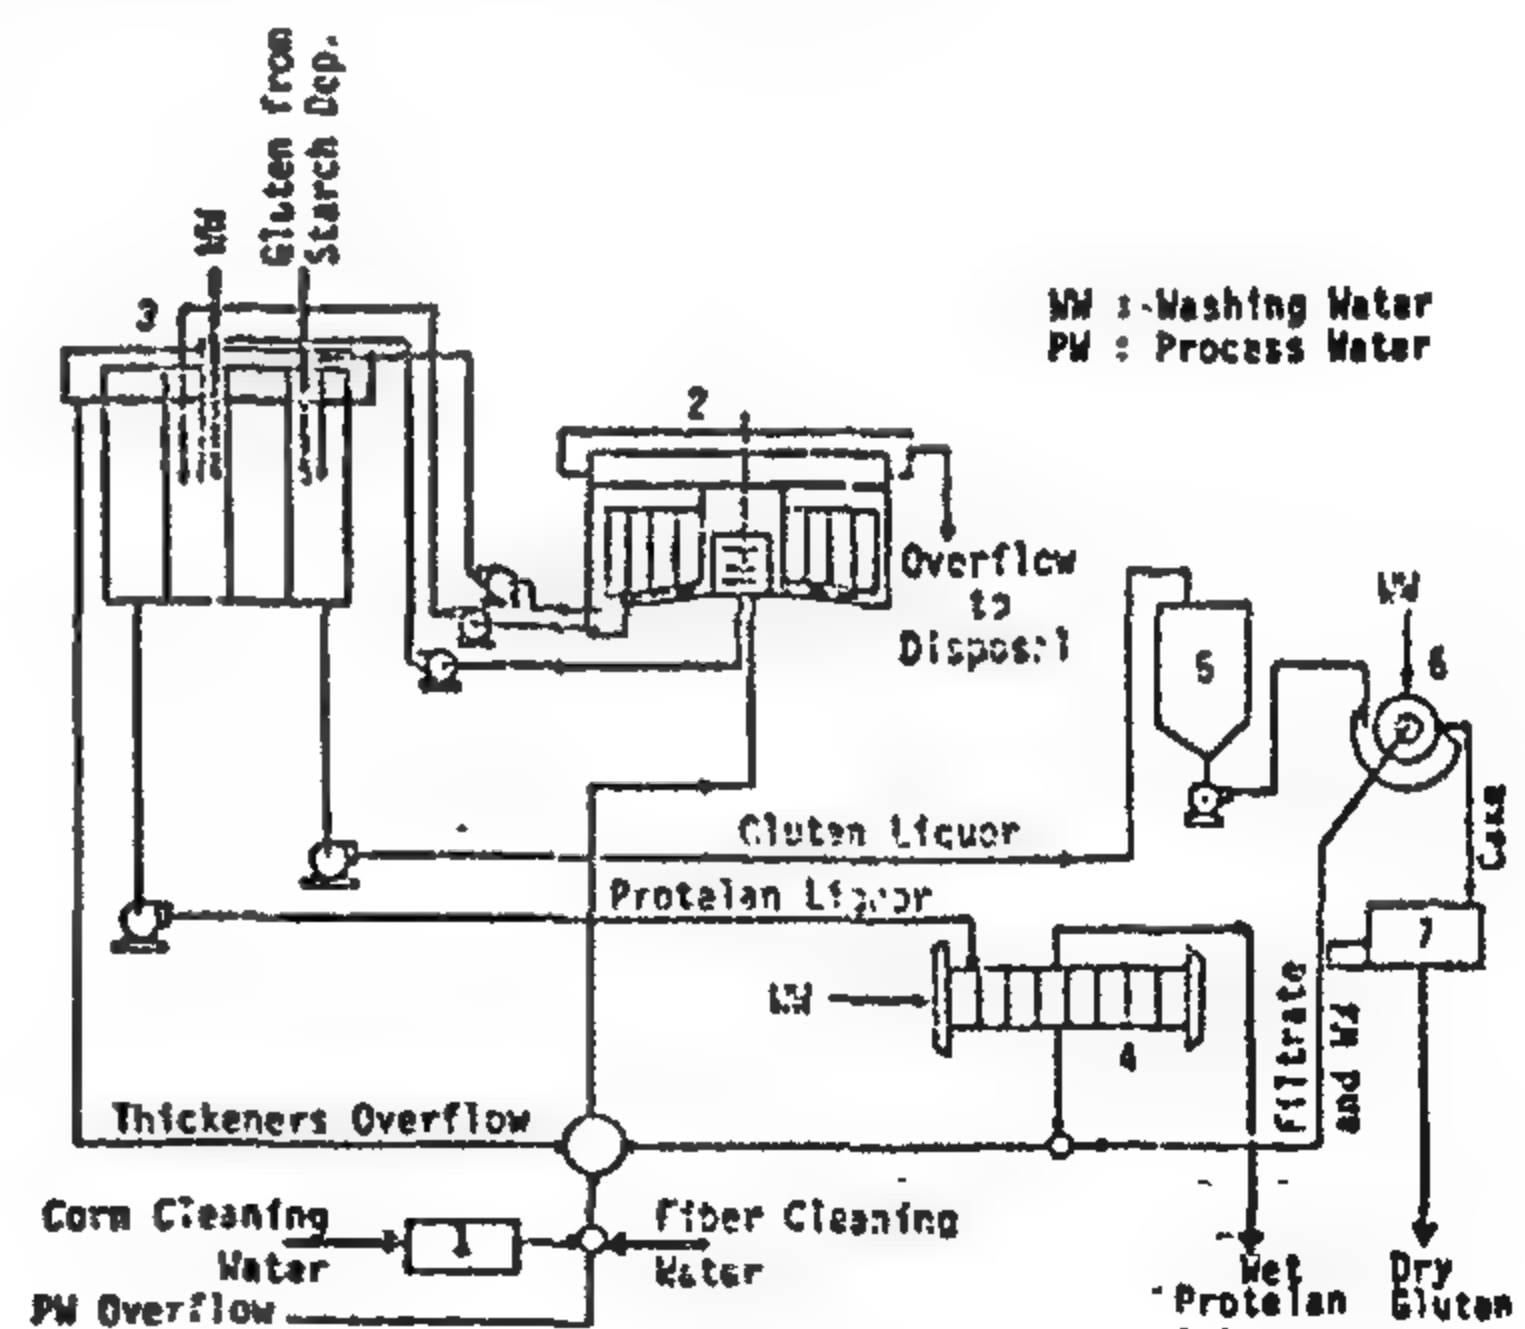 Gluten from
Starch Dep.
WW
3
WW : Washing Water
PW : Process Water
2
Overflow
to
Disposal
5
WW
6
Gluten Liquor
Cake
Protelan Liquor
7
WW
4
Filtrate
and WW
Thickeners Overflow
Corn Cleaning
Water
1
Fiber Cleaning
Water
PW Overflow
Wet
Protelan
Dry
Gluten